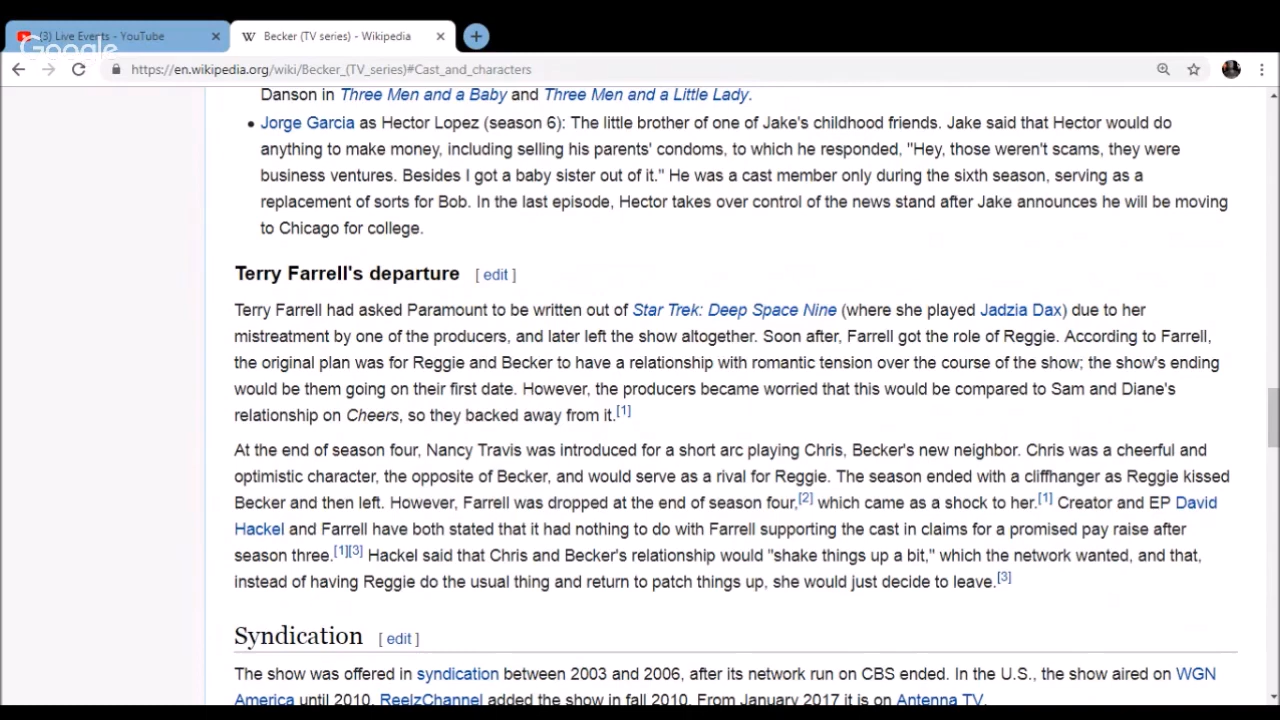 (3) Live Events - YouTube
Becker (TV series) - Wikipedia
Google
https://en.wikipedia.org/wiki/Becker_(TV_series)#Cast_and_characters
Danson in Three Men and a Baby and Three Men and a Little Lady.
• Jorge Garcia as Hector Lopez (season 6): The little brother of one of Jake's childhood friends. Jake said that Hector would do
anything to make money, including selling his parents' condoms, to which he responded, "Hey, those weren't scams, they were
business ventures. Besides I got a baby sister out of it." He was a cast member only during the sixth season, serving as a
replacement of sorts for Bob. In the last episode, Hector takes over control of the news stand after Jake announces he will be moving
to Chicago for college.
Terry Farrell's departure [ edit ]
Terry Farrell had asked Paramount to be written out of Star Trek: Deep Space Nine (where she played Jadzia Dax) due to her
mistreatment by one of the producers, and later left the show altogether. Soon after, Farrell got the role of Reggie. According to Farrell,
the original plan was for Reggie and Becker to have a relationship with romantic tension over the course of the show; the show's ending
would be them going on their first date. However, the producers became worried that this would be compared to Sam and Diane's
relationship on Cheers, so they backed away from it.[1]
At the end of season four, Nancy Travis was introduced for a short arc playing Chris, Becker's new neighbor. Chris was a cheerful and
optimistic character, the opposite of Becker, and would serve as a rival for Reggie. The season ended with a cliffhanger as Reggie kissed
Becker and then left. However, Farrell was dropped at the end of season four,[2] which came as a shock to her.[1] Creator and EP David
Hackel and Farrell have both stated that it had nothing to do with Farrell supporting the cast in claims for a promised pay raise after
season three.[1][3] Hackel said that Chris and Becker's relationship would "shake things up a bit," which the network wanted, and that,
instead of having Reggie do the usual thing and return to patch things up, she would just decide to leave.[3]
Syndication [ edit ]
The show was offered in syndication between 2003 and 2006, after its network run on CBS ended. In the U.S., the show aired on WGN
America until 2010. ReelzChannel added the show in fall 2010. From January 2017 it is on Antenna TV.